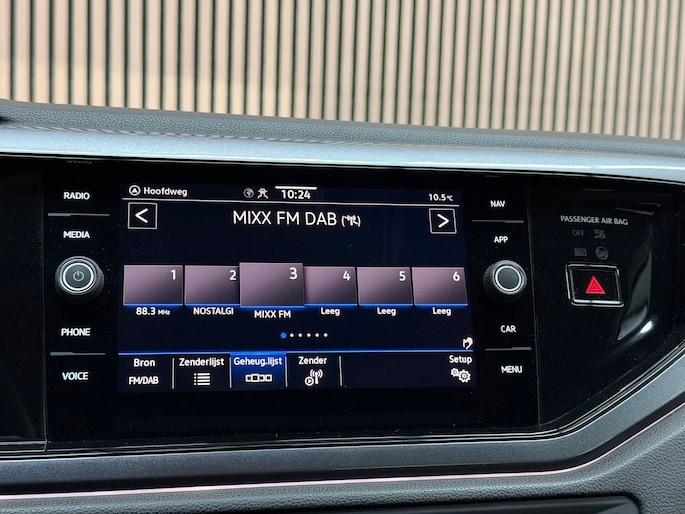 RADIO
MEDIA
PHONE
VOICE
Hoofdweg
10:24
10.5°C
<
MIXX FM DAB
>
1
2
3
4
5
6
88.3 MHz
NOSTALGI
MIXX FM
Leeg
Leeg
Leeg
Bron
FM/DAB
Zenderlijst
Geheug.lijst
Zender
Setup
NAV
APP
CAR
MENU
PASSENGER AIR BAG
OFF